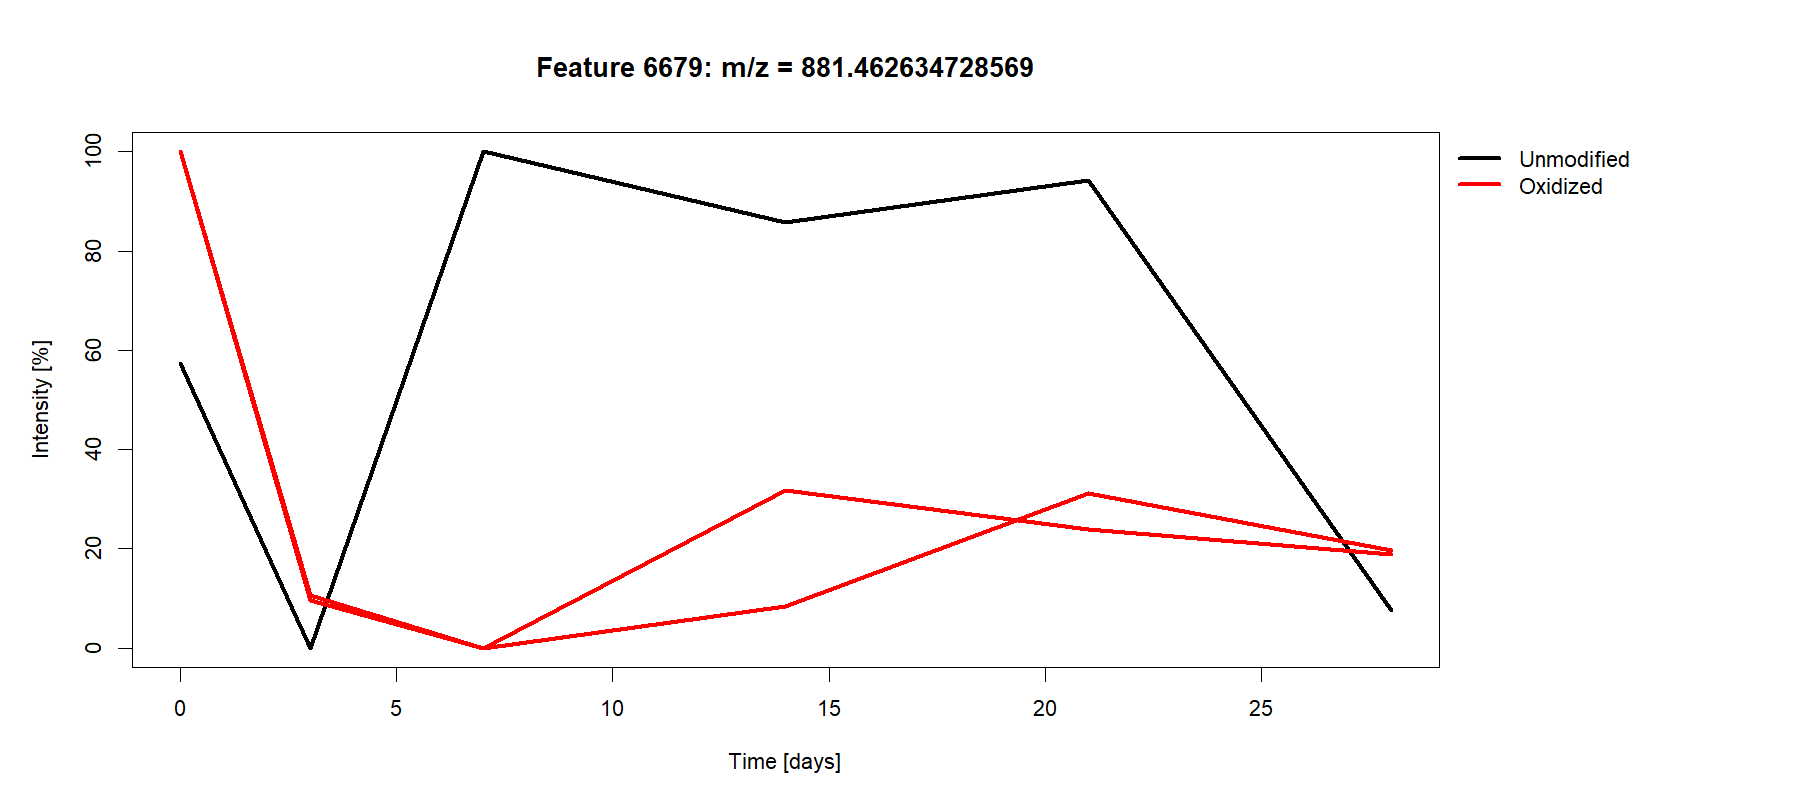 Feature 6679: m/z = 881.462634728569
Unmodified
Oxidized
Intensity [%]
100
80
60
40
20
0
0 5 10 15 20 25
Time [days]